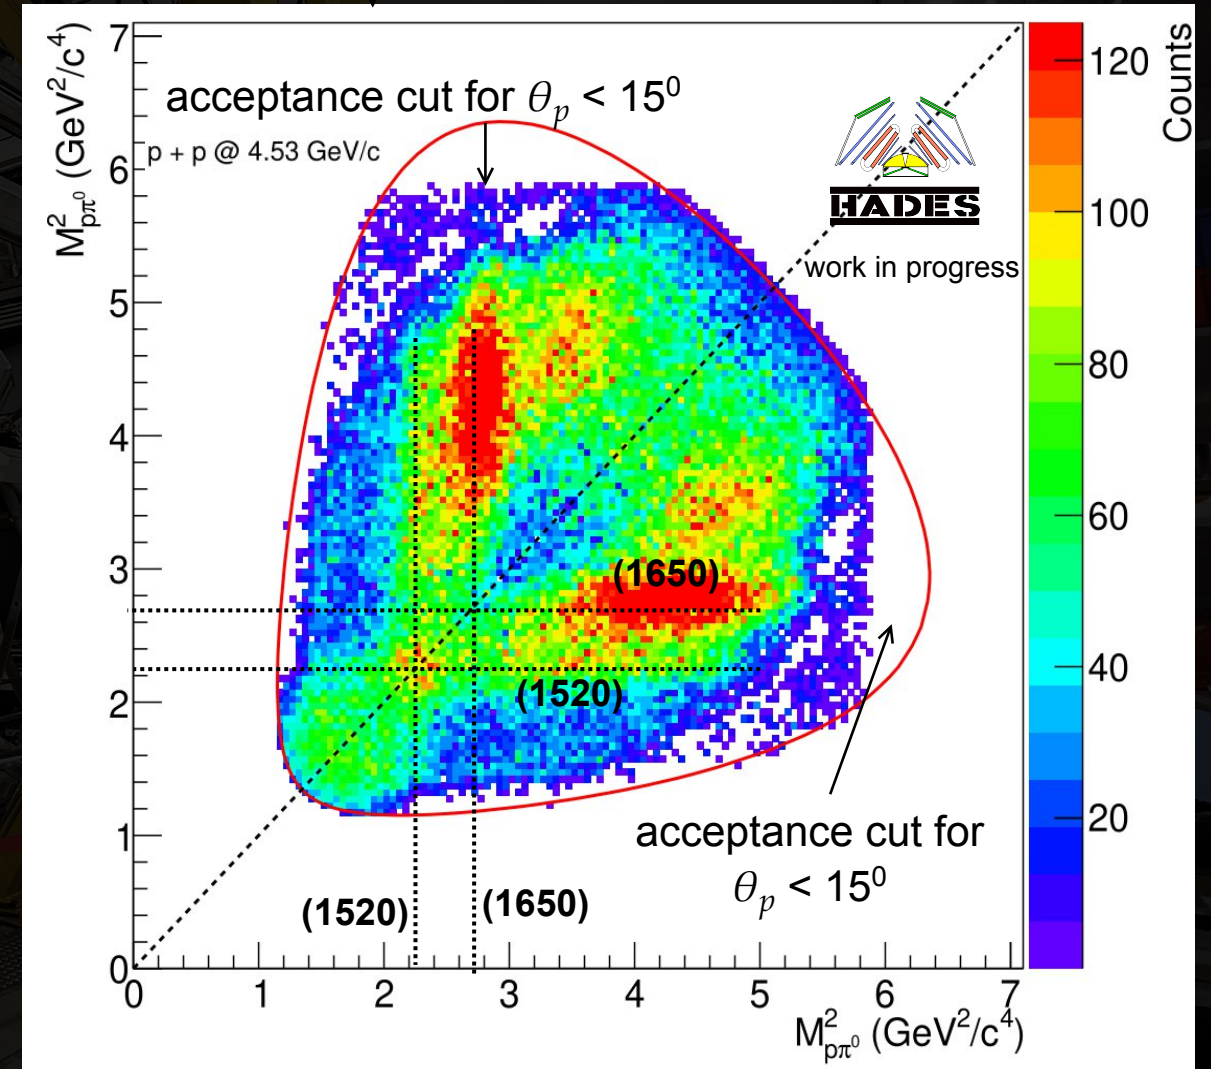 acceptance cut for θp < 15⁰
p + p @ 4.53 GeV/c
HADES
work in progress
M²pπ⁰ (GeV²/c⁴)
7
6
5
4
3
2
1
0
(1650)
(1520)
acceptance cut for
θp < 15⁰
(1520)
(1650)
0
1
2
3
4
5
6
7
M²pπ⁰ (GeV²/c⁴)
Counts
120
100
80
60
40
20